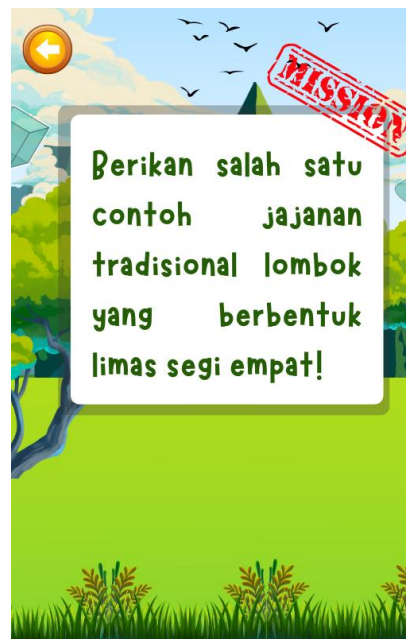 MISSION
Berikan salah satu
contoh jajanan
tradisional lombok
yang berbentuk
limas segi empat!